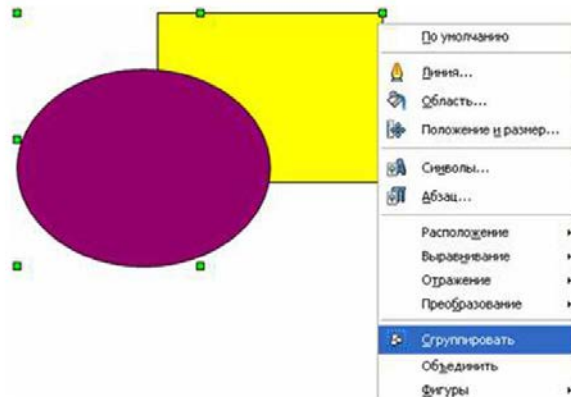 По умолчанию
Линия...
Область...
Положение и размер...
Символы...
Абзац...
Расположение
Выравнивание
Отражение
Преобразование
Сгруппировать
Объединить
Фигуры